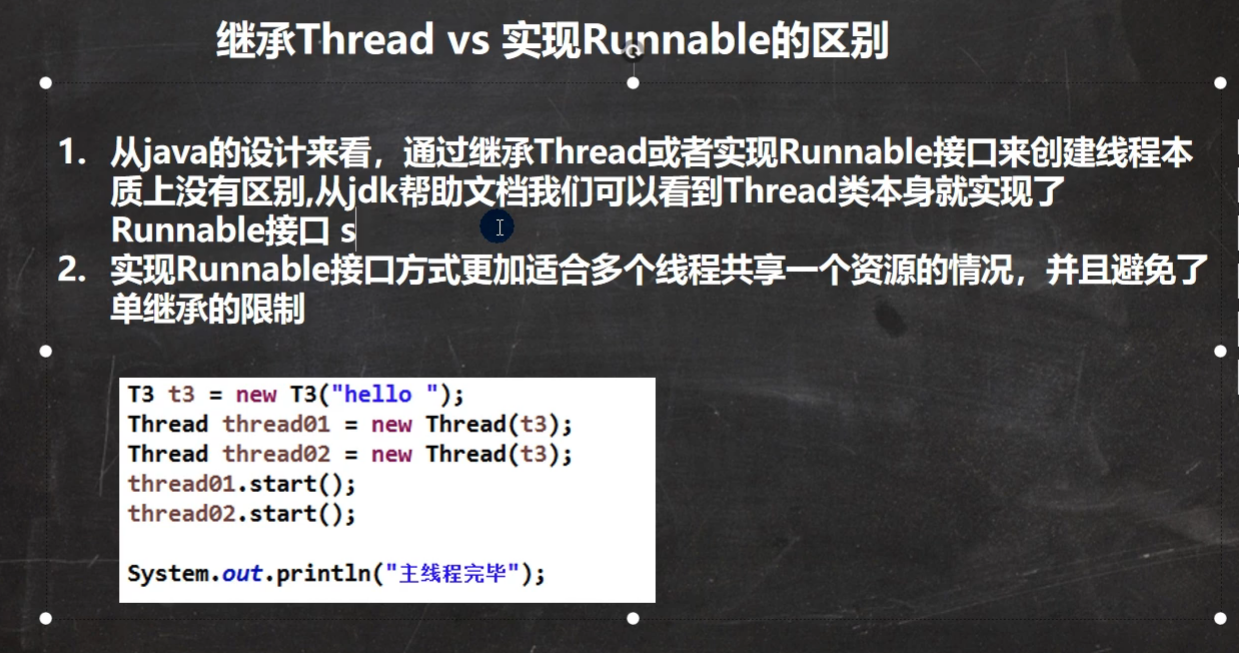 继承Thread vs 实现Runnable的区别
1. 从java的设计来看，通过继承Thread或者实现Runnable接口来创建线程本
质上没有区别,从jdk帮助文档我们可以看到Thread类本身就实现了
Runnable接口 s
2. 实现Runnable接口方式更加适合多个线程共享一个资源的情况，并且避免了
单继承的限制
T3 t3 = new T3("hello ");
Thread thread01 = new Thread(t3);
Thread thread02 = new Thread(t3);
thread01.start();
thread02.start();
System.out.println("主线程完毕");